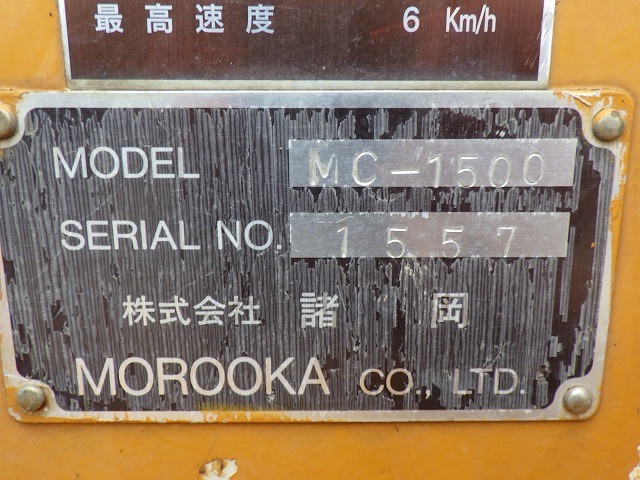 最高速度 6 Km/h
MODEL MC-1500
SERIAL NO. 1557
株式会社 諸岡
MOROOKA CO., LTD.